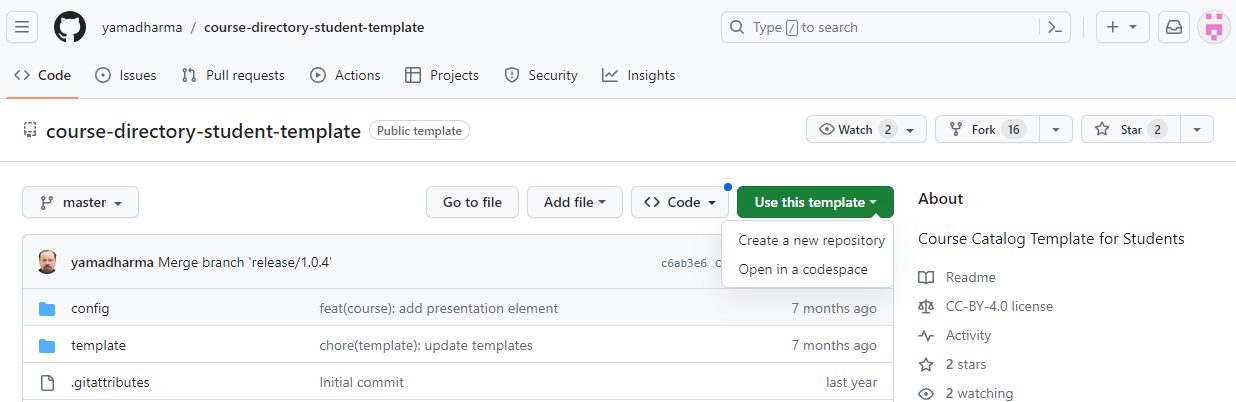 yamadharma / course-directory-student-template
Type / to search
Code Issues Pull requests Actions Projects Security Insights
course-directory-student-template Public template
Watch 2 Fork 16 Star 2
master Go to file Add file Code Use this template
Create a new repository
Open in a codespace
yamadharma Merge branch 'release/1.0.4' c6ab3e6
config feat(course): add presentation element 7 months ago
template chore(template): update templates 7 months ago
.gitattributes Initial commit last year
About
Course Catalog Template for Students
Readme
CC-BY-4.0 license
Activity
2 stars
2 watching